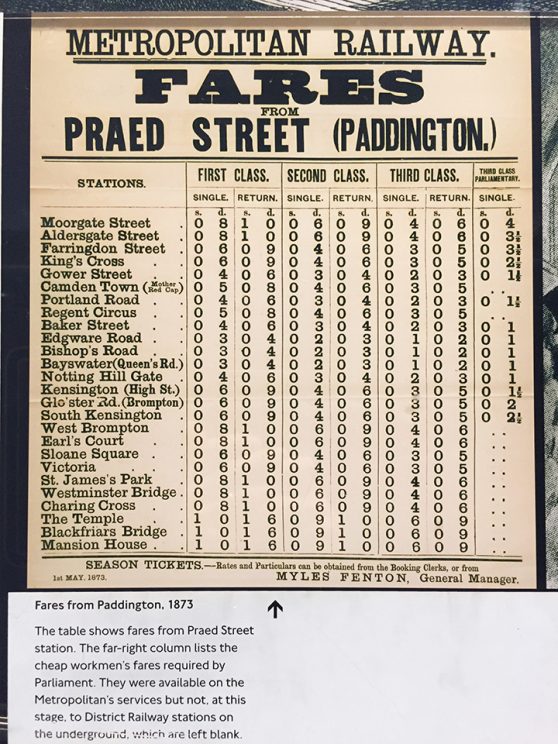 METROPOLITAN RAILWAY.
FARES
FROM
PRAED STREET (PADDINGTON.)
STATIONS. FIRST CLASS. SECOND CLASS. THIRD CLASS. THIRD CLASS PARLIAMENTARY.
SINGLE. RETURN. SINGLE. RETURN. SINGLE. RETURN. SINGLE.
s. d. s. d. s. d. s. d. s. d. s. d. s. d.
Moorgate Street . 0 8 1 0 0 6 0 9 0 4 0 6 0 4
Aldersgate Street . 0 8 1 0 0 6 0 9 0 4 0 6 0 3½
Farringdon Street . 0 6 0 9 0 4 0 6 0 3 0 5 0 3½
King's Cross . 0 6 0 9 0 4 0 6 0 3 0 5 0 2½
Gower Street . 0 4 0 6 0 3 0 4 0 2 0 3 0 1½
Camden Town (Mother Red Cap) 0 5 0 8 0 4 0 6 0 3 0 5 . .
Portland Road . 0 4 0 6 0 3 0 4 0 2 0 3 0 1½
Regent Circus . 0 5 0 8 0 4 0 6 0 3 0 5 . .
Baker Street . 0 4 0 6 0 3 0 4 0 2 0 3 0 1
Edgware Road . 0 3 0 4 0 2 0 3 0 1 0 2 0 1
Bishop's Road . 0 3 0 4 0 2 0 3 0 1 0 2 0 1
Bayswater (Queen's Rd.) 0 3 0 4 0 2 0 3 0 1 0 2 0 1
Notting Hill Gate . 0 4 0 6 0 3 0 4 0 2 0 3 0 1
Kensington (High St.) 0 6 0 9 0 4 0 6 0 3 0 5 0 1½
Glo'ster Rd. (Brompton) 0 6 0 9 0 4 0 6 0 3 0 5 0 2
South Kensington . 0 6 0 9 0 4 0 6 0 3 0 5 0 2½
West Brompton . 0 8 1 0 0 6 0 9 0 4 0 6 . .
Earl's Court . 0 8 1 0 0 6 0 9 0 4 0 6 . .
Sloane Square . 0 6 0 9 0 4 0 6 0 3 0 5 . .
Victoria . 0 6 0 9 0 4 0 6 0 3 0 5 . .
St. James's Park . 0 8 1 0 0 6 0 9 0 4 0 6 . .
Westminster Bridge . 0 8 1 0 0 6 0 9 0 4 0 6 . .
Charing Cross . 0 8 1 0 0 6 0 9 0 4 0 6 . .
The Temple . 1 0 1 6 0 9 1 0 0 6 0 9 . .
Blackfriars Bridge . 1 0 1 6 0 9 1 0 0 6 0 9 . .
Mansion House . 1 0 1 6 0 9 1 0 0 6 0 9 . .
SEASON TICKETS.—Rates and Particulars can be obtained from the Booking Clerks, or from
1st MAY. 1873. MYLES FENTON, General Manager.
Fares from Paddington, 1873
The table shows fares from Praed Street
station. The far-right column lists the
cheap workmen's fares required by
Parliament. They were available on the
Metropolitan's services but not, at this
stage, to District Railway stations on
the underground, which are left blank.